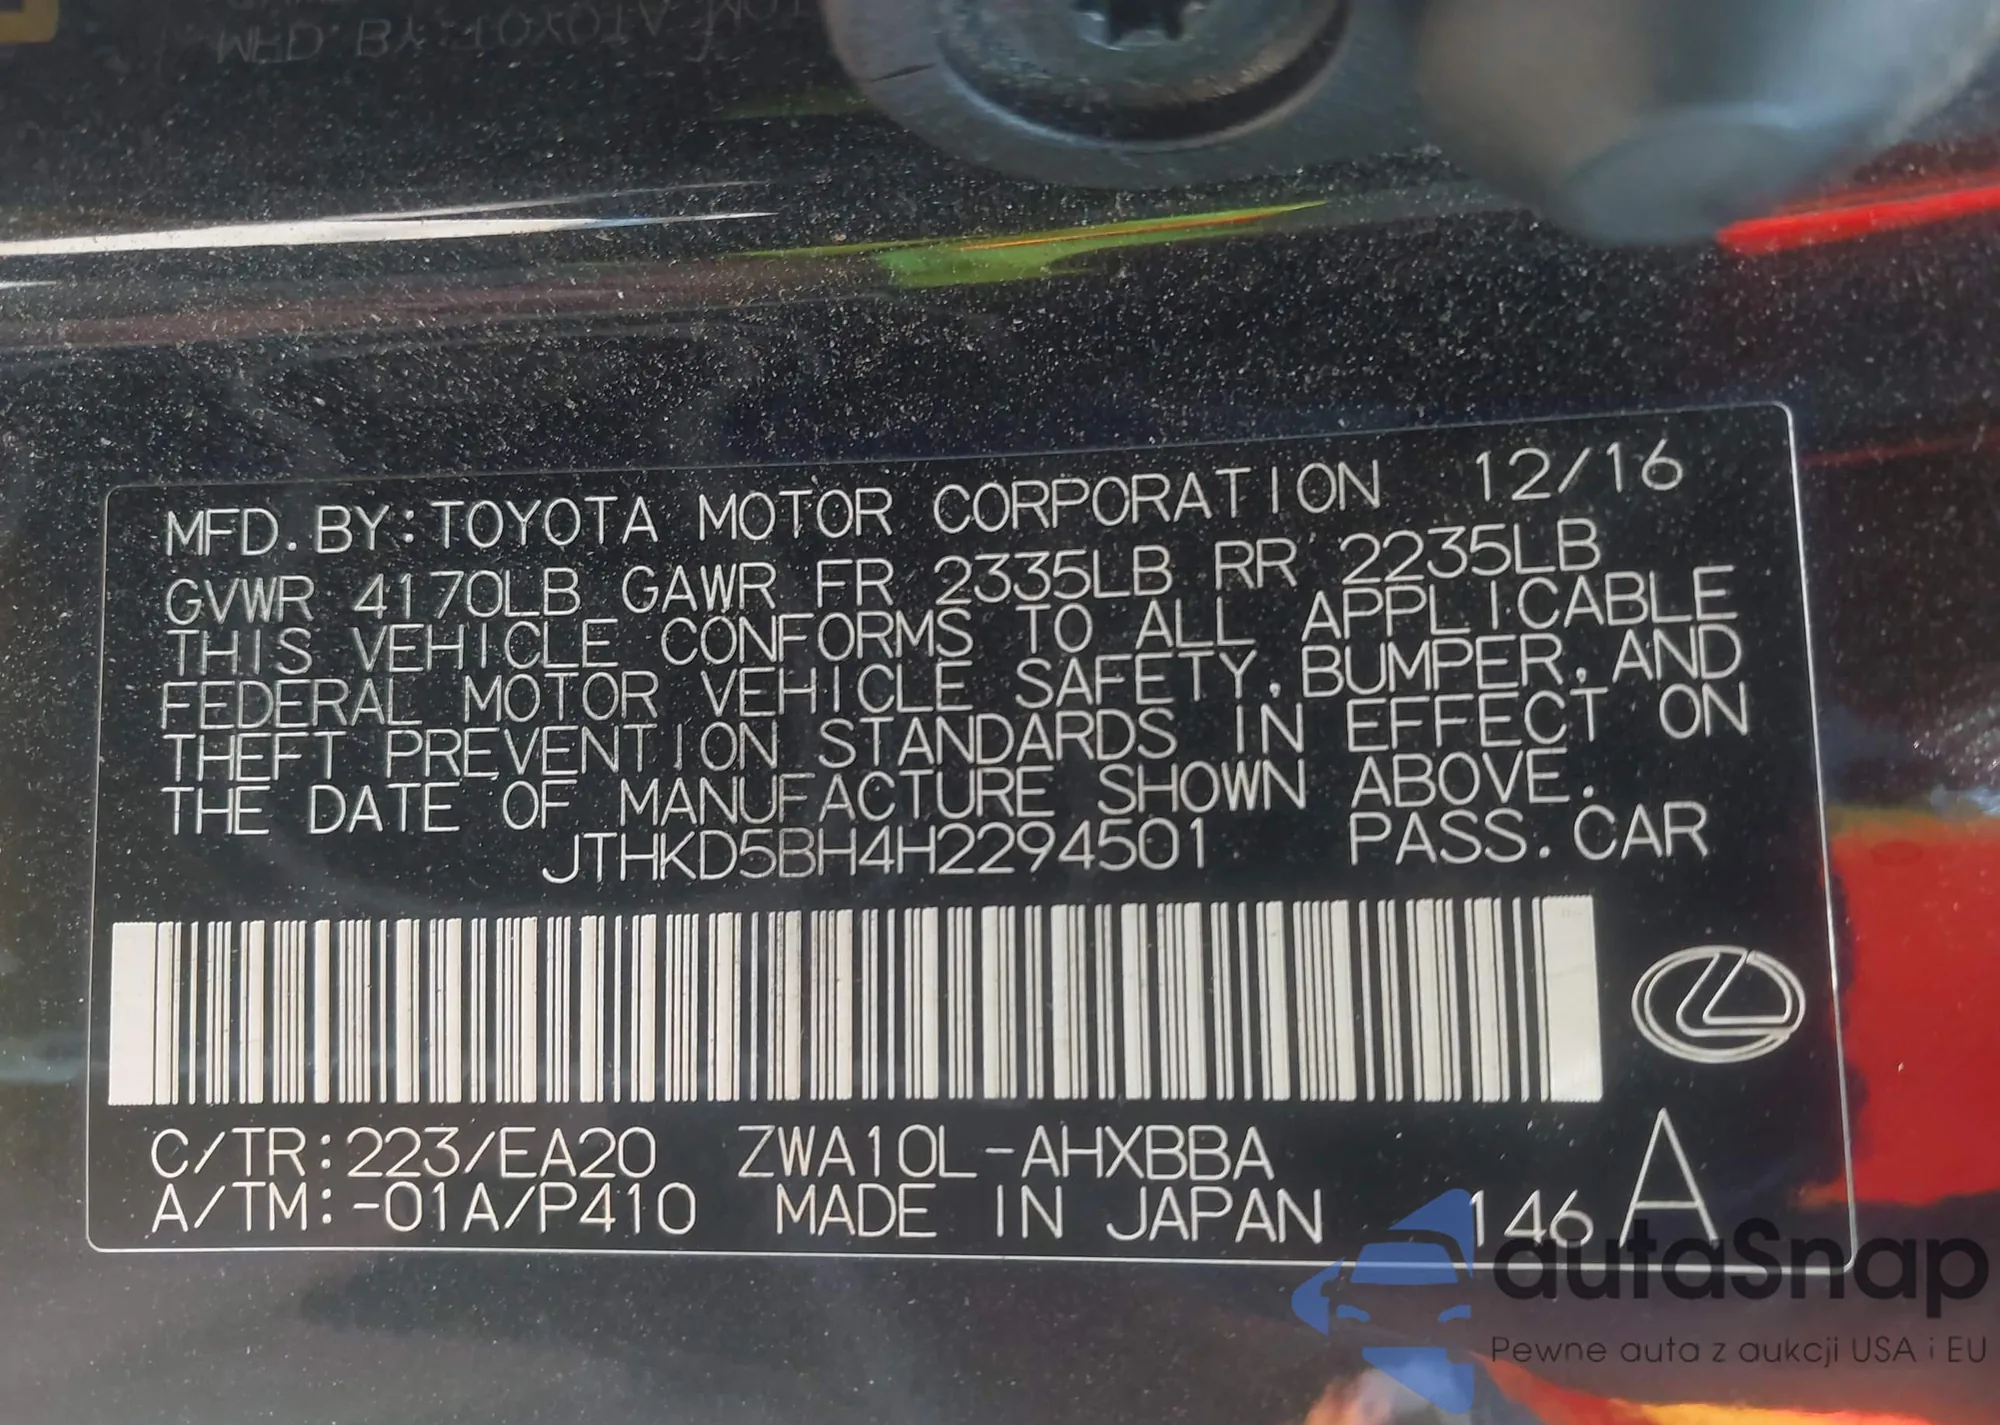 MFD. BY: TOYOTA MOTOR CORPORATION 12/16
GVWR 4170LB GAWR FR 2335LB RR 2235LB
THIS VEHICLE CONFORMS TO ALL APPLICABLE
FEDERAL MOTOR VEHICLE SAFETY, BUMPER, AND
THEFT PREVENTION STANDARDS IN EFFECT ON
THE DATE OF MANUFACTURE SHOWN ABOVE.
JTHKD5BH4H2294501 PASS. CAR
C/TR: 223/EA20 ZWA10L-AHXBBA
A/TM: -01A/P410 MADE IN JAPAN 146 A
autaSnap
Pewne auta z aukcji USA i EU